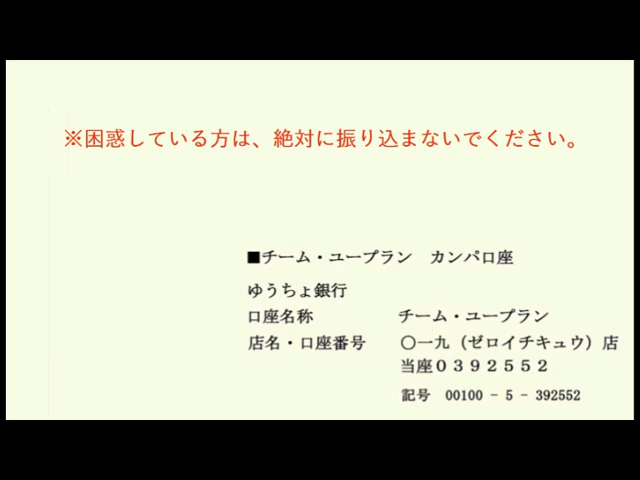 ※困惑している方は、絶対に振り込まないでください。
■チーム・ユープラン　カンパ口座
ゆうちょ銀行
口座名称　チーム・ユープラン
店名・口座番号　〇一九（ゼロイチキュウ）店
当座０３９２５５２
記号　00100 - 5 - 392552